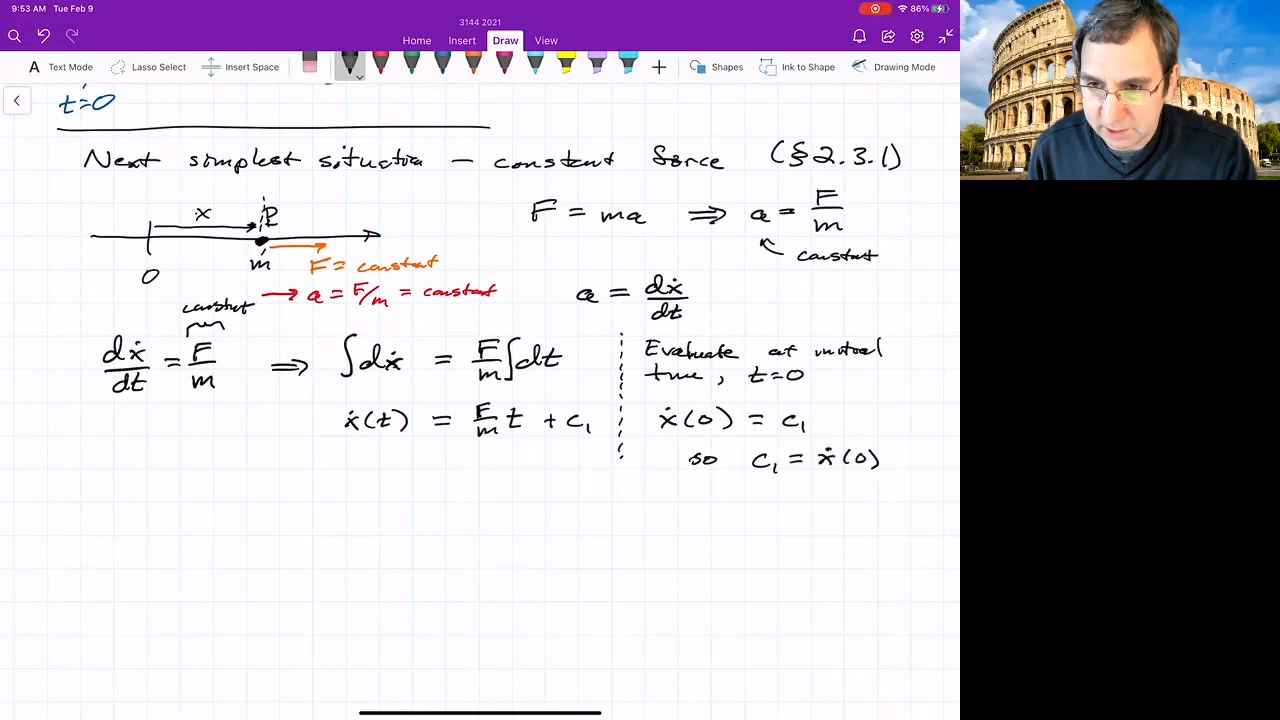 9:53 AM Tue Feb 9
86%
3144 2021
Home Insert Draw View
Text Mode Lasso Select Insert Space Shapes Ink to Shape Drawing Mode
t=0
Next simplest situation – constant force (§2.3.1)
F = ma ⟹ a = F/m
constant
x P
0 m
F = constant
→ a = F/m = constant
a = dẋ/dt
constant
dẋ/dt = F/m ⟹ ∫dẋ = F/m ∫dt
Evaluate at initial
time, t=0
ẋ(t) = F/m t + c₁
ẋ(0) = c₁
so c₁ = ẋ(0)